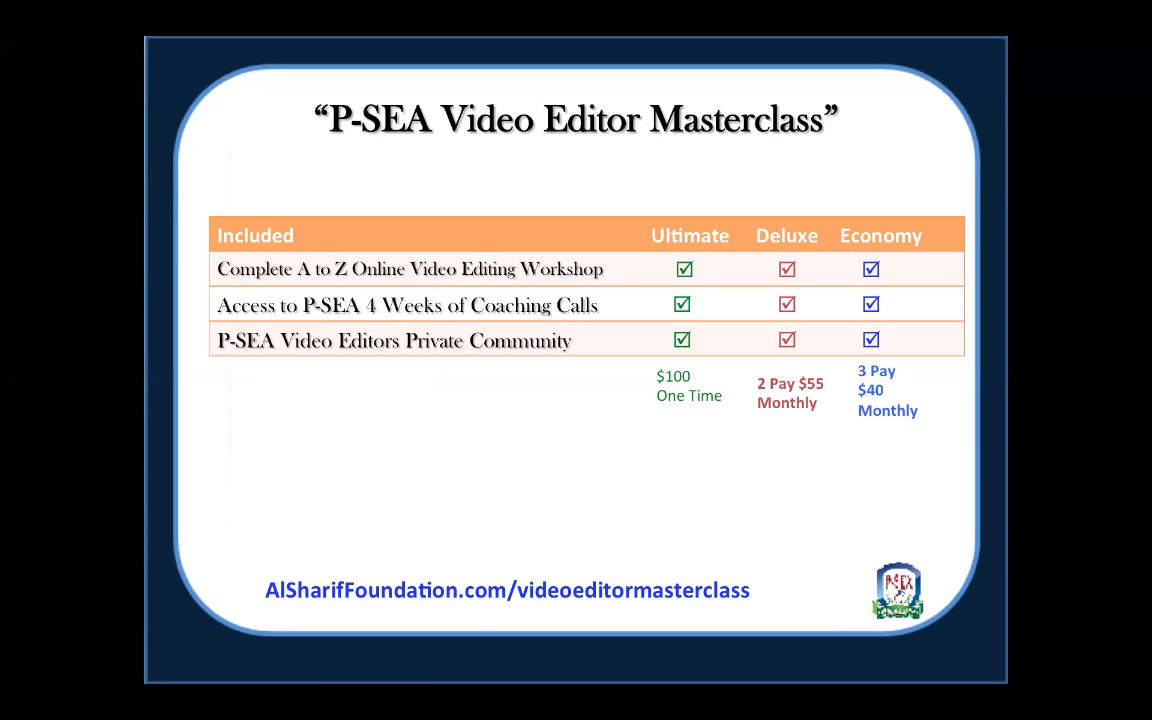 “P-SEA Video Editor Masterclass”
Included Ultimate Deluxe Economy
Complete A to Z Online Video Editing Workshop ☑ ☑ ☑
Access to P-SEA 4 Weeks of Coaching Calls ☑ ☑ ☑
P-SEA Video Editors Private Community ☑ ☑ ☑
$100
One Time
2 Pay $55
Monthly
3 Pay
$40
Monthly
AlSharifFoundation.com/videoeditormasterclass